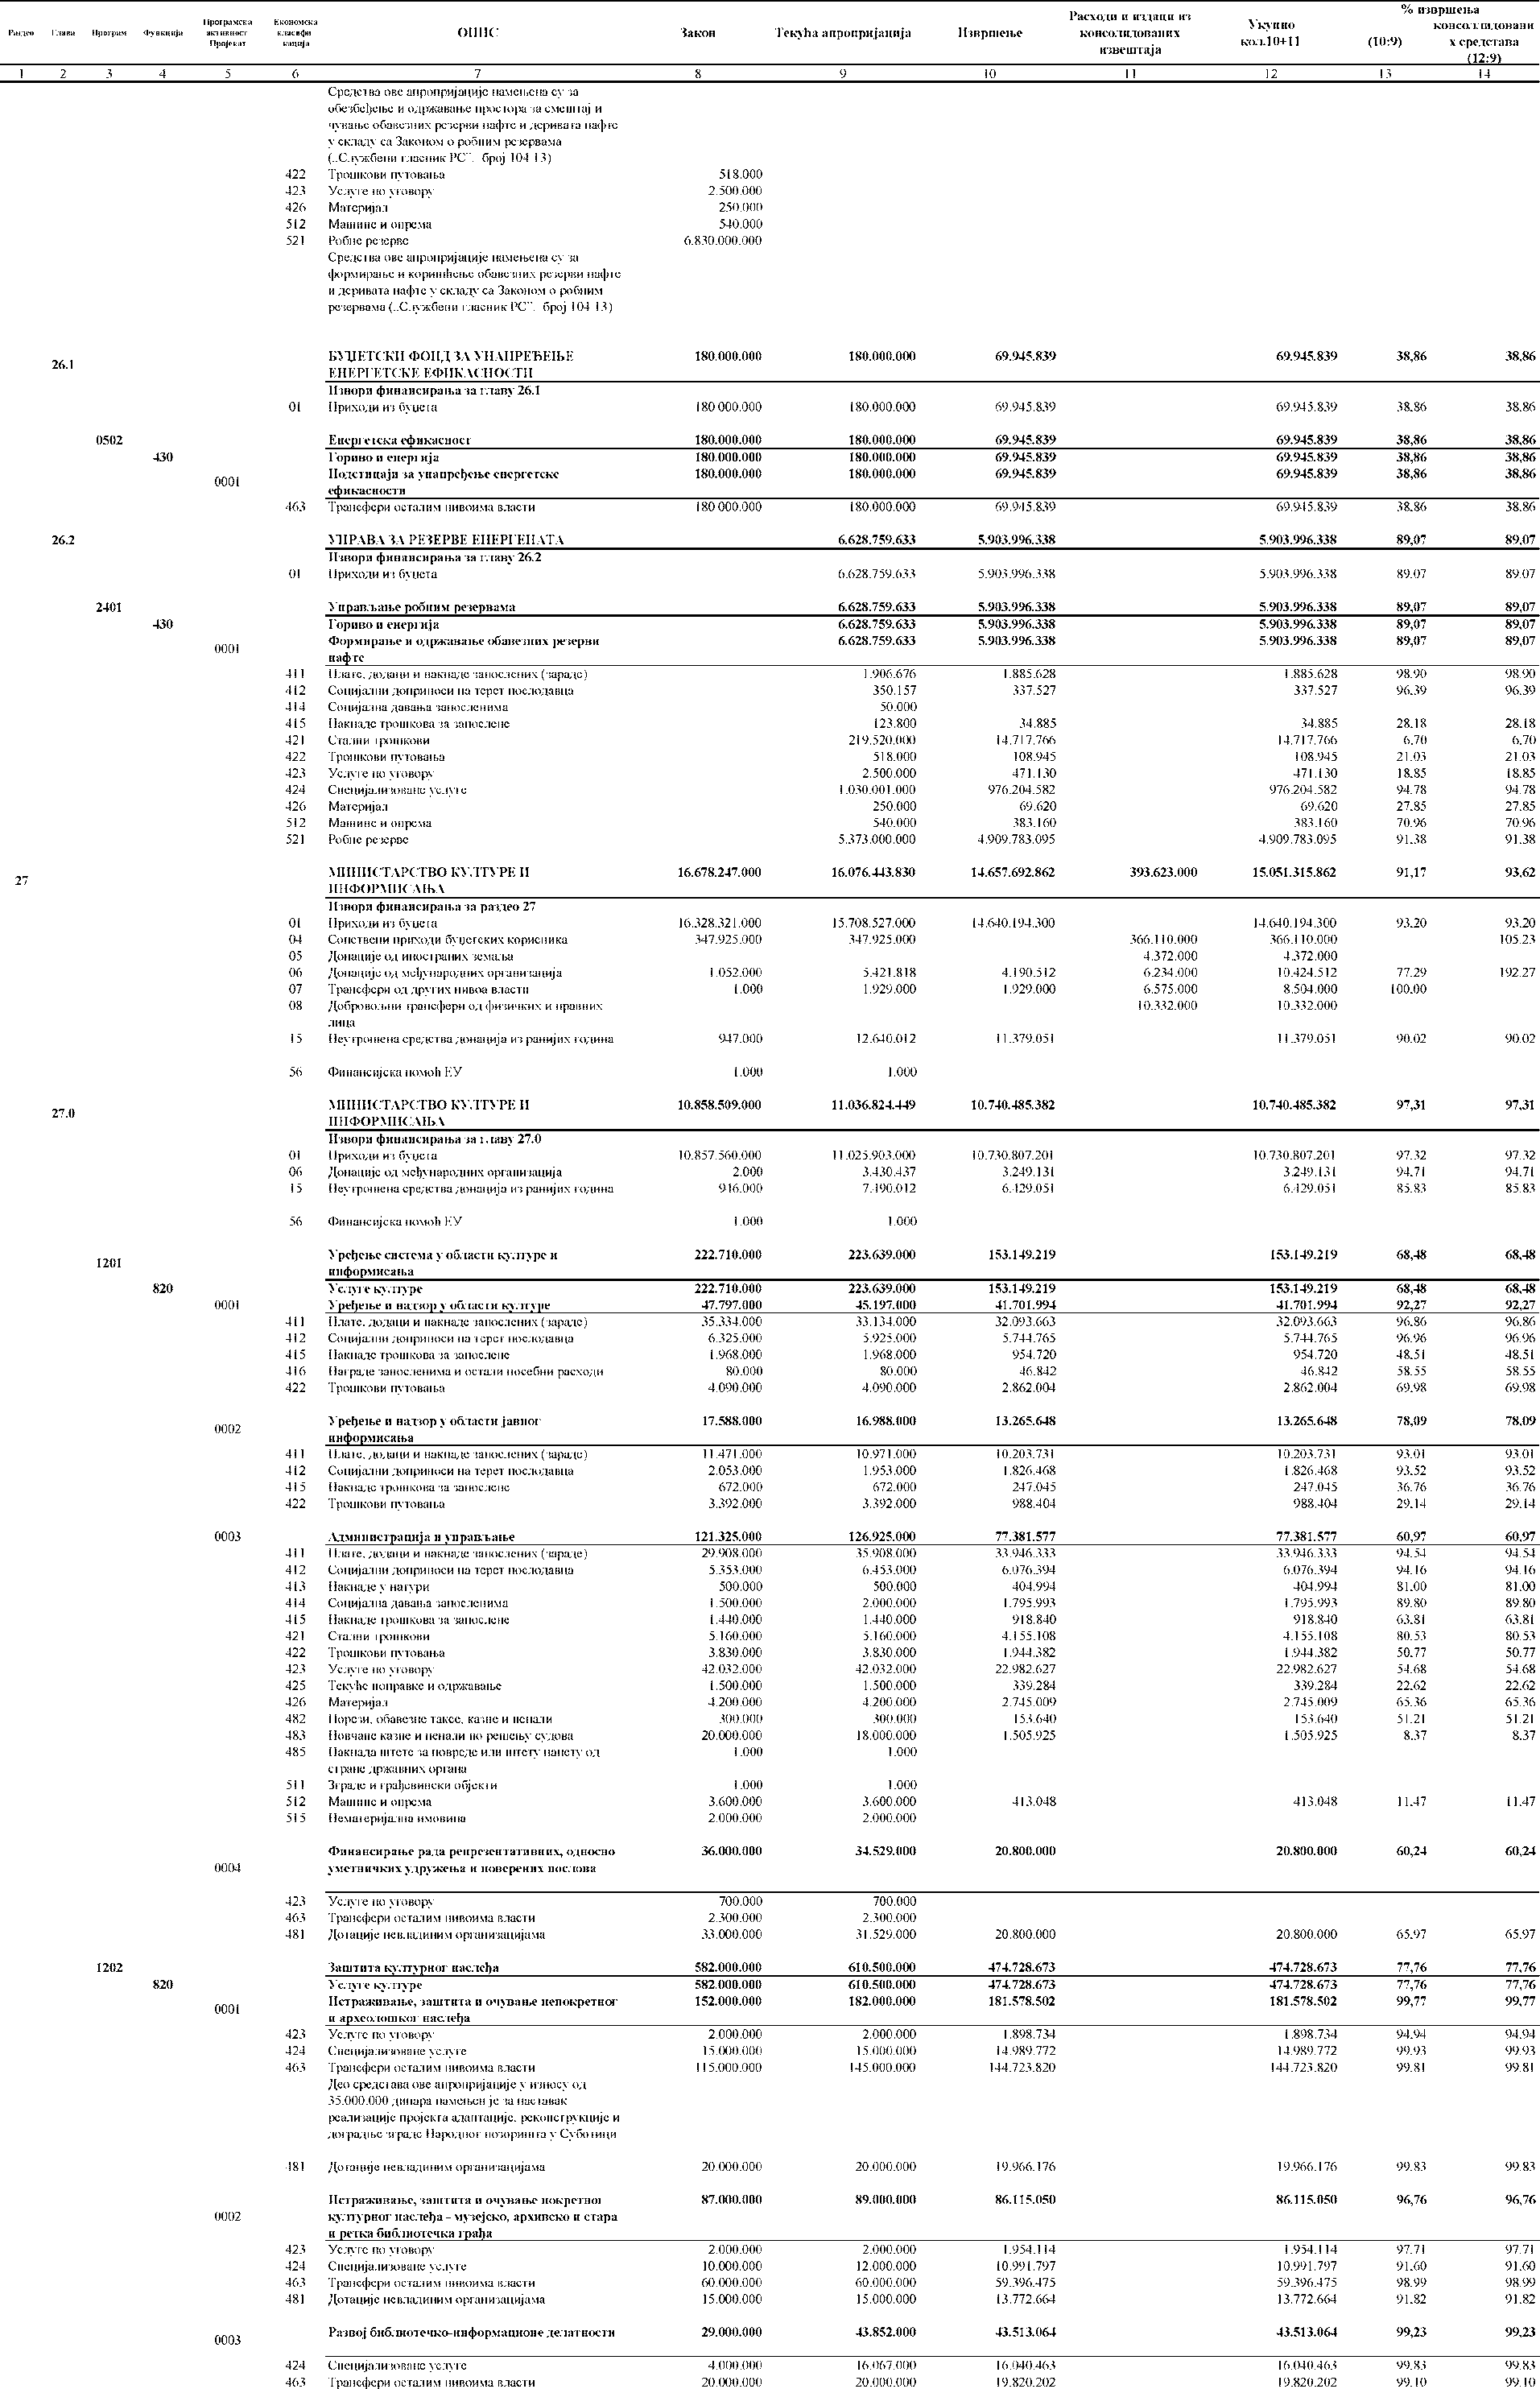 Раздео Глава Програм Функција Програмска активност Пројекат Економска класификација ОПИС Закон Текућа апропријација Извршење Расходи и издаци из консолидованих извештаја Укупно кол.10+11 % извршења (10:9) консолидованих средстава (12:9)
1 2 3 4 5 6 7 8 9 10 11 12 13 14
Средства ове апропријације намењена су за
обезбеђење и одржавање простора за смештај и
чување обавезних резерви нафте и деривата нафте
у складу са Законом о робним резервама
(„Службени гласник РС”, број 104/13)
422 Трошкови путовања 518.000
423 Услуге по уговору 2.500.000
426 Материјал 250.000
512 Машине и опрема 540.000
521 Робне резерве 6.830.000.000
Средства ове апропријације намењена су за
формирање и коришћење обавезних резерви нафте
и деривата нафте у складу са Законом о робним
резервама („Службени гласник РС”, број 104/13)
26.1 БУЏЕТСКИ ФОНД ЗА УНАПРЕЂЕЊЕ 180.000.000 180.000.000 69.945.839 69.945.839 38,86 38,86
ЕНЕРГЕТСКЕ ЕФИКАСНОСТИ
Извори финансирања за главу 26.1
01 Приходи из буџета 180.000.000 180.000.000 69.945.839 69.945.839 38,86 38,86
0502 Енергетска ефикасност 180.000.000 180.000.000 69.945.839 69.945.839 38,86 38,86
430 Гориво и енергија 180.000.000 180.000.000 69.945.839 69.945.839 38,86 38,86
0001 Подстицаји за унапређење енергетске 180.000.000 180.000.000 69.945.839 69.945.839 38,86 38,86
ефикасности
463 Трансфери осталим нивоима власти 180.000.000 180.000.000 69.945.839 69.945.839 38,86 38,86
26.2 УПРАВА ЗА РЕЗЕРВЕ ЕНЕРГЕНАТА 6.628.759.633 5.903.996.338 5.903.996.338 89,07 89,07
Извори финансирања за главу 26.2
01 Приходи из буџета 6.628.759.633 5.903.996.338 5.903.996.338 89,07 89,07
2401 Управљање робним резервама 6.628.759.633 5.903.996.338 5.903.996.338 89,07 89,07
430 Гориво и енергија 6.628.759.633 5.903.996.338 5.903.996.338 89,07 89,07
0001 Формирање и одржавање обавезних резерви 6.628.759.633 5.903.996.338 5.903.996.338 89,07 89,07
нафте
411 Плате, додаци и накнаде запослених (зараде) 1.906.676 1.885.628 1.885.628 98,90 98,90
412 Социјални доприноси на терет послодавца 350.157 337.527 337.527 96,39 96,39
414 Социјална давања запосленима 50.000
415 Накнаде трошкова за запослене 123.800 34.885 34.885 28,18 28,18
421 Стални трошкови 219.520.000 14.717.766 14.717.766 6,70 6,70
422 Трошкови путовања 518.000 108.945 108.945 21,03 21,03
423 Услуге по уговору 2.500.000 471.130 471.130 18,85 18,85
424 Специјализоване услуге 1.030.001.000 976.204.582 976.204.582 94,78 94,78
426 Материјал 250.000 69.620 69.620 27,85 27,85
512 Машине и опрема 540.000 383.160 383.160 70,96 70,96
521 Робне резерве 5.373.000.000 4.909.783.095 4.909.783.095 91,38 91,38
27 МИНИСТАРСТВО КУЛТУРЕ И 16.678.247.000 16.076.443.830 14.657.692.862 393.623.000 15.051.315.862 91,17 93,62
ИНФОРМИСАЊА
Извори финансирања за раздео 27
01 Приходи из буџета 16.328.321.000 15.708.527.000 14.640.194.300 14.640.194.300 93,20 93,20
04 Сопствени приходи буџетских корисника 347.925.000 347.925.000 366.110.000 366.110.000 105,23
05 Донације од иностраних земаља 4.372.000 4.372.000
06 Донације од међународних организација 1.052.000 5.421.818 4.190.512 6.234.000 10.424.512 77,29 192,27
07 Трансфери од других нивоа власти 1.000 1.929.000 1.929.000 6.575.000 8.504.000 100,00
08 Добровољни трансфери од физичких и правних 10.332.000 10.332.000
лица
15 Неутрошена средства донација из ранијих година 947.000 12.640.012 11.379.051 11.379.051 90,02 90,02
56 Финансијска помоћ ЕУ 1.000 1.000
27.0 МИНИСТАРСТВО КУЛТУРЕ И 10.858.509.000 11.036.824.449 10.740.485.382 10.740.485.382 97,31 97,31
ИНФОРМИСАЊА
Извори финансирања за главу 27.0
01 Приходи из буџета 10.857.560.000 11.025.903.000 10.730.807.201 10.730.807.201 97,32 97,32
06 Донације од међународних организација 2.000 3.430.437 3.249.131 3.249.131 94,71 94,71
15 Неутрошена средства донација из ранијих година 946.000 7.490.012 6.429.051 6.429.051 85,83 85,83
56 Финансијска помоћ ЕУ 1.000 1.000
1201 Уређење система у области културе и 222.710.000 223.639.000 153.149.219 153.149.219 68,48 68,48
информисања
820 Услуге културе 222.710.000 223.639.000 153.149.219 153.149.219 68,48 68,48
0001 Уређење и надзор у области културе 47.797.000 45.197.000 41.701.994 41.701.994 92,27 92,27
411 Плате, додаци и накнаде запослених (зараде) 35.334.000 33.134.000 32.093.663 32.093.663 96,86 96,86
412 Социјални доприноси на терет послодавца 6.325.000 5.925.000 5.744.765 5.744.765 96,96 96,96
415 Накнаде трошкова за запослене 1.968.000 1.968.000 954.720 954.720 48,51 48,51
416 Награде запосленима и остали посебни расходи 80.000 80.000 46.842 46.842 58,55 58,55
422 Трошкови путовања 4.090.000 4.090.000 2.862.004 2.862.004 69,98 69,98
0002 Уређење и надзор у области јавног 17.588.000 16.988.000 13.265.648 13.265.648 78,09 78,09
информисања
411 Плате, додаци и накнаде запослених (зараде) 11.471.000 10.971.000 10.203.731 10.203.731 93,01 93,01
412 Социјални доприноси на терет послодавца 2.053.000 1.953.000 1.826.468 1.826.468 93,52 93,52
415 Накнаде трошкова за запослене 672.000 672.000 247.045 247.045 36,76 36,76
422 Трошкови путовања 3.392.000 3.392.000 988.404 988.404 29,14 29,14
0003 Администрација и управљање 121.325.000 126.925.000 77.381.577 77.381.577 60,97 60,97
411 Плате, додаци и накнаде запослених (зараде) 29.908.000 35.908.000 33.946.333 33.946.333 94,54 94,54
412 Социјални доприноси на терет послодавца 5.353.000 6.453.000 6.076.394 6.076.394 94,16 94,16
413 Накнаде у натури 500.000 500.000 404.994 404.994 81,00 81,00
414 Социјална давања запосленима 1.500.000 2.000.000 1.795.993 1.795.993 89,80 89,80
415 Накнаде трошкова за запослене 1.440.000 1.440.000 918.840 918.840 63,81 63,81
421 Стални трошкови 5.160.000 5.160.000 4.155.108 4.155.108 80,53 80,53
422 Трошкови путовања 3.830.000 3.830.000 1.944.382 1.944.382 50,77 50,77
423 Услуге по уговору 42.032.000 42.032.000 22.982.627 22.982.627 54,68 54,68
425 Текуће поправке и одржавање 1.500.000 1.500.000 339.284 339.284 22,62 22,62
426 Материјал 4.200.000 4.200.000 2.745.009 2.745.009 65,36 65,36
482 Порези, обавезне таксе, казне и пенали 300.000 300.000 153.640 153.640 51,21 51,21
483 Новчане казне и пенали по решењу судова 20.000.000 18.000.000 1.505.925 1.505.925 8,37 8,37
485 Накнада штете за повреде или штету нанету од 1.000 1.000
стране државних органа
511 Зграде и грађевински објекти 1.000 1.000
512 Машине и опрема 3.600.000 3.600.000 413.048 413.048 11,47 11,47
515 Нематеријална имовина 2.000.000 2.000.000
0004 Финансирање рада репрезентативних, односно 36.000.000 34.529.000 20.800.000 20.800.000 60,24 60,24
уметничких удружења и поверених послова
423 Услуге по уговору 700.000 700.000
463 Трансфери осталим нивоима власти 2.300.000 2.300.000
481 Дотације невладиним организацијама 33.000.000 31.529.000 20.800.000 20.800.000 65,97 65,97
1202 Заштита културног наслеђа 582.000.000 610.500.000 474.728.673 474.728.673 77,76 77,76
820 Услуге културе 582.000.000 610.500.000 474.728.673 474.728.673 77,76 77,76
0001 Истраживање, заштита и очување непокретног 152.000.000 182.000.000 181.578.502 181.578.502 99,77 99,77
и археолошког наслеђа
423 Услуге по уговору 2.000.000 2.000.000 1.898.734 1.898.734 94,94 94,94
424 Специјализоване услуге 15.000.000 15.000.000 14.989.772 14.989.772 99,93 99,93
463 Трансфери осталим нивоима власти 115.000.000 145.000.000 144.723.820 144.723.820 99,81 99,81
Део средстава ове апропријације у износу од
35.000.000 динара намењен је за наставак
реализације пројекта адаптације, реконструкције и
доградње зграде Народног позоришта у Суботици
481 Дотације невладиним организацијама 20.000.000 20.000.000 19.966.176 19.966.176 99,83 99,83
0002 Истраживање, заштита и очување покретног 87.000.000 89.000.000 86.115.050 86.115.050 96,76 96,76
културног наслеђа - музејско, архивско и стара
и ретка библиотечка грађа
423 Услуге по уговору 2.000.000 2.000.000 1.954.114 1.954.114 97,71 97,71
424 Специјализоване услуге 10.000.000 12.000.000 10.991.797 10.991.797 91,60 91,60
463 Трансфери осталим нивоима власти 60.000.000 60.000.000 59.396.475 59.396.475 98,99 98,99
481 Дотације невладиним организацијама 15.000.000 15.000.000 13.772.664 13.772.664 91,82 91,82
0003 Развој библиотечко-информационе делатности 29.000.000 43.852.000 43.513.064 43.513.064 99,23 99,23
424 Специјализоване услуге 4.000.000 16.067.000 16.040.463 16.040.463 99,83 99,83
463 Трансфери осталим нивоима власти 20.000.000 20.000.000 19.820.202 19.820.202 99,10 99,10